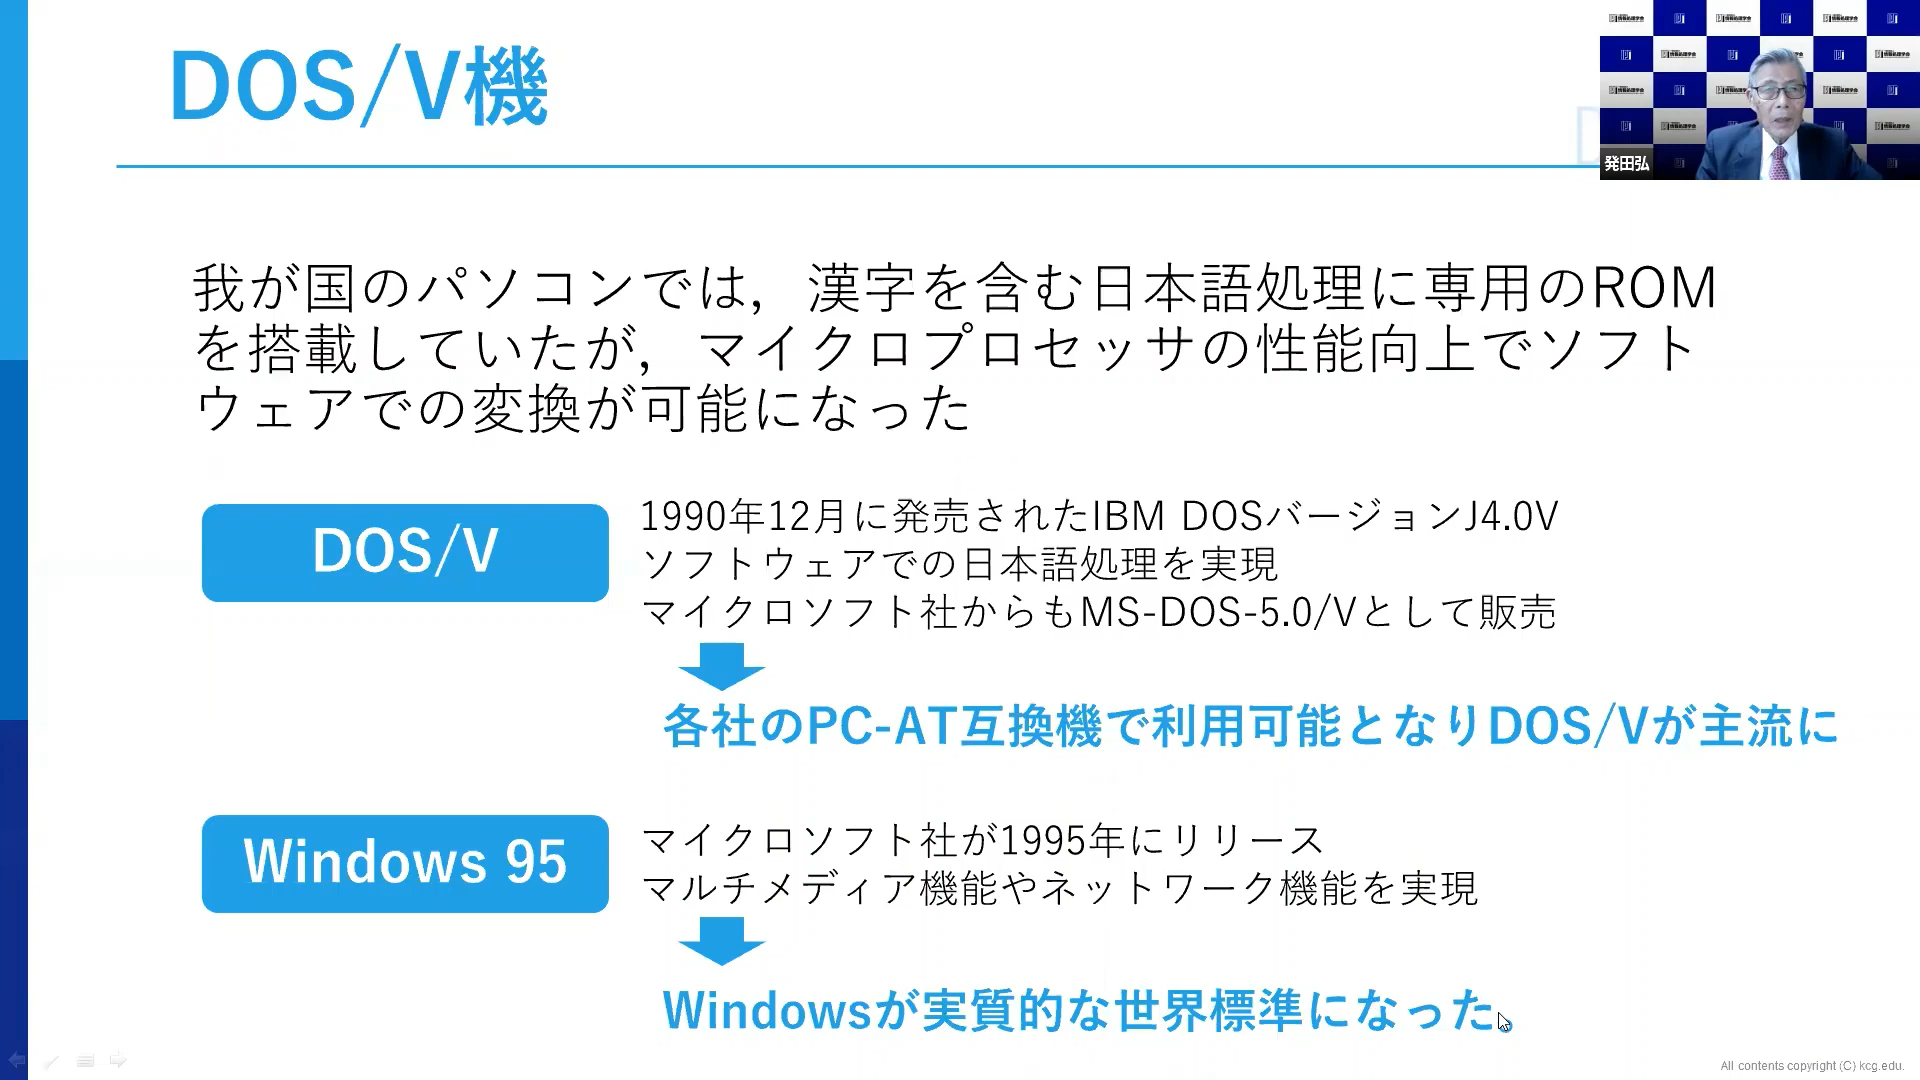 DOS/V機
発田弘
我が国のパソコンでは，漢字を含む日本語処理に専用のROM
を搭載していたが，マイクロプロセッサの性能向上でソフト
ウェアでの変換が可能になった
DOS/V
1990年12月に発売されたIBM DOSバージョンJ4.0V
ソフトウェアでの日本語処理を実現
マイクロソフト社からもMS-DOS-5.0/Vとして販売
各社のPC-AT互換機で利用可能となりDOS/Vが主流に
Windows 95
マイクロソフト社が1995年にリリース
マルチメディア機能やネットワーク機能を実現
Windowsが実質的な世界標準になった。
All contents copyright (C) kcg.edu.